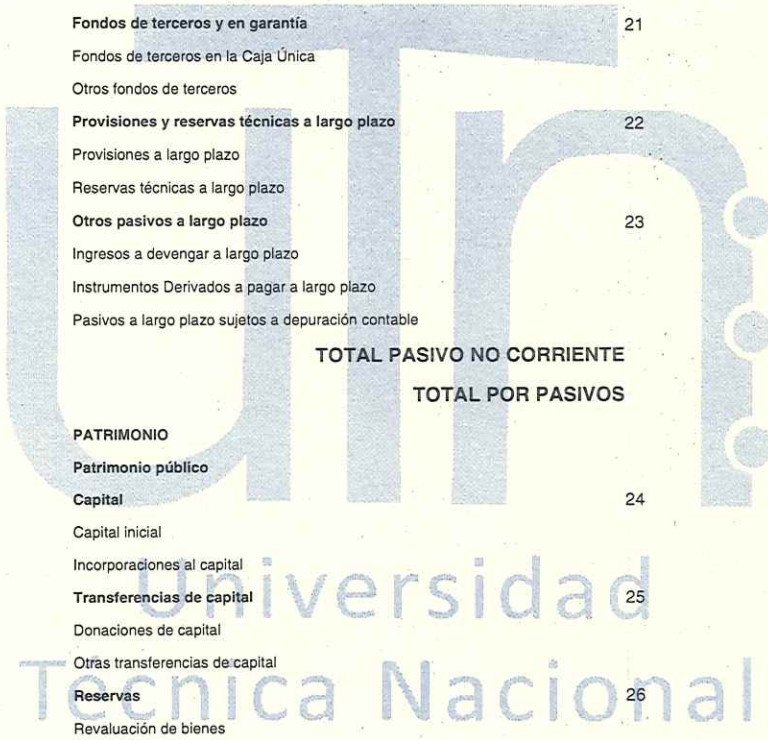 Fondos de terceros y en garantía 21
Fondos de terceros en la Caja Única
Otros fondos de terceros
Provisiones y reservas técnicas a largo plazo 22
Provisiones a largo plazo
Reservas técnicas a largo plazo
Otros pasivos a largo plazo 23
Ingresos a devengar a largo plazo
Instrumentos Derivados a pagar a largo plazo
Pasivos a largo plazo sujetos a depuración contable
TOTAL PASIVO NO CORRIENTE
TOTAL POR PASIVOS
PATRIMONIO
Patrimonio público
Capital 24
Capital inicial
Incorporaciones al capital
Transferencias de capital 25
Donaciones de capital
Otras transferencias de capital
Reservas 26
Revaluación de bienes
uTn
Universidad
Técnica Nacional